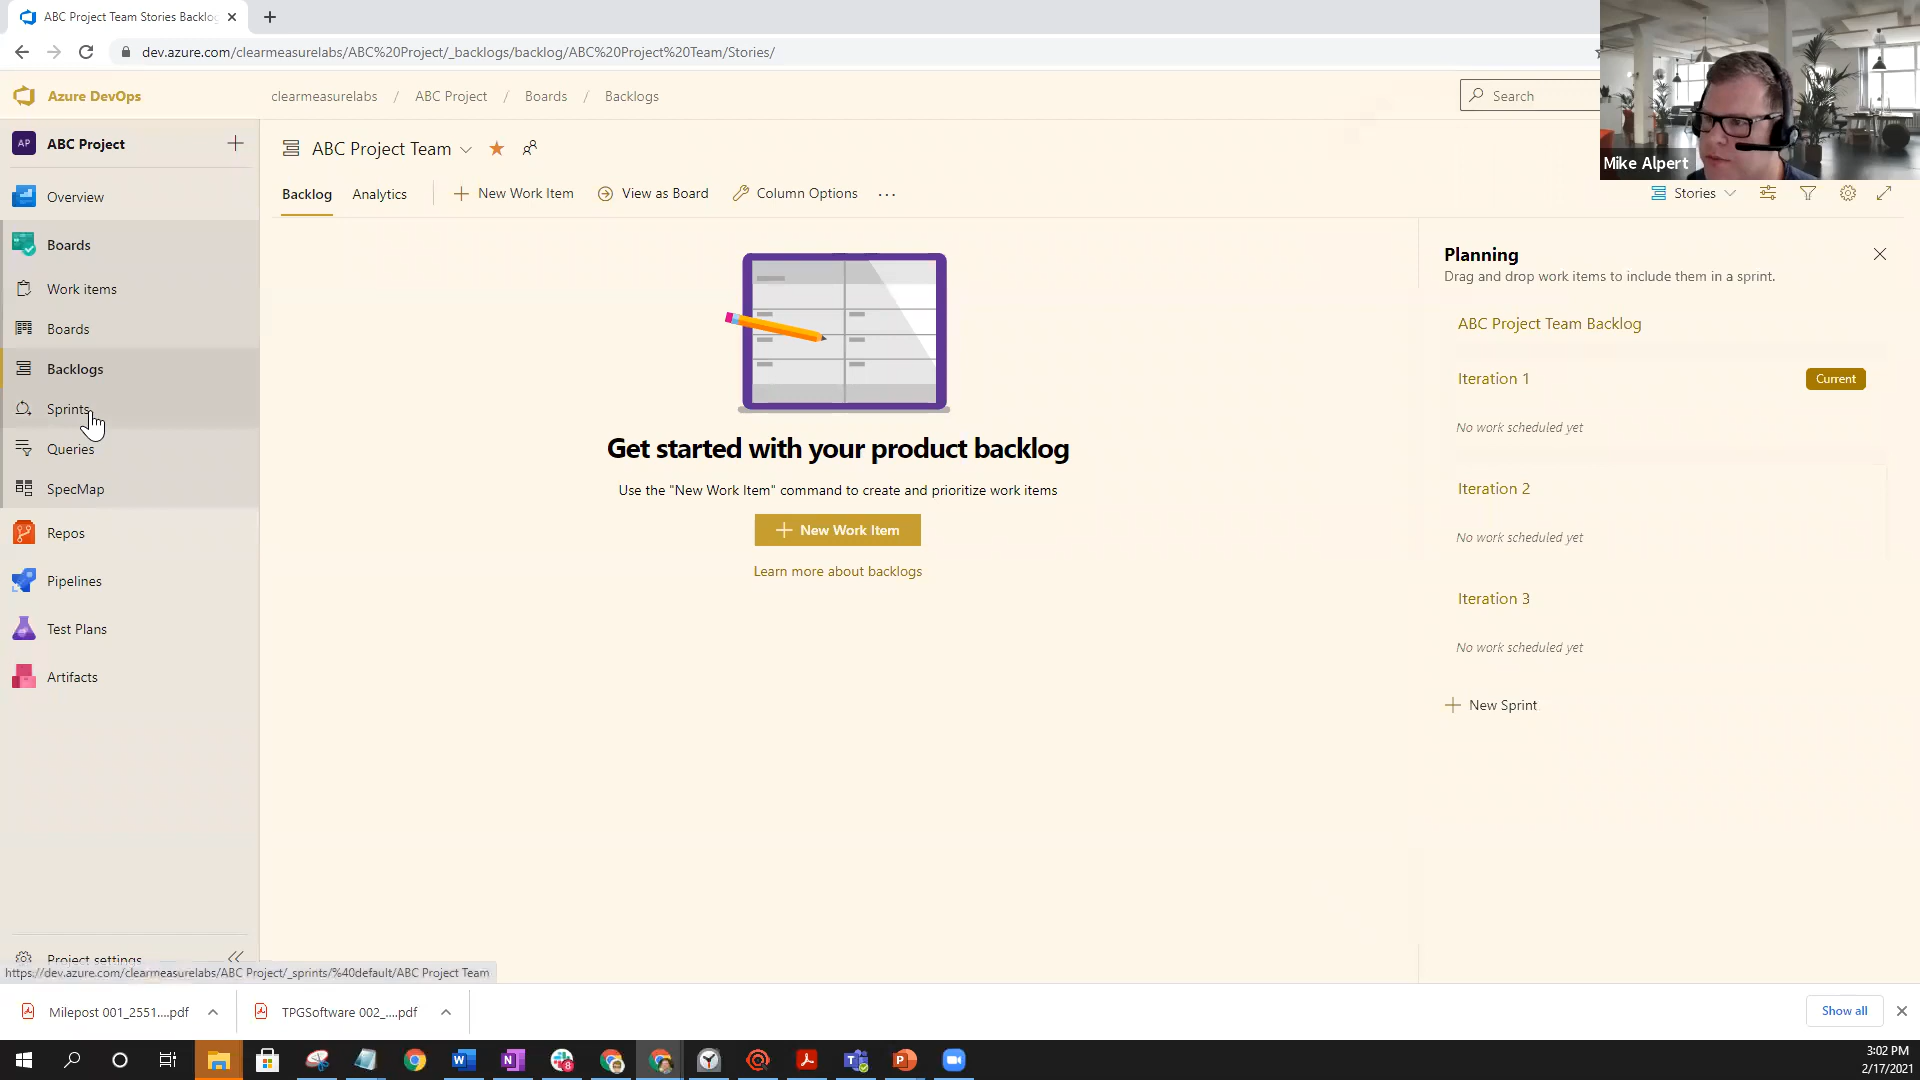 ABC Project Team Stories Backlog
dev.azure.com/clearmeasurelabs/ABC%20Project/_backlogs/backlog/ABC%20Project%20Team/Stories/
Azure DevOps
clearmeasurelabs / ABC Project / Boards / Backlogs
Search
Mike Alpert
AP ABC Project
ABC Project Team
Overview
Backlog Analytics New Work Item View as Board Column Options ...
Stories
Boards
Work items
Boards
Backlogs
Sprints
Queries
SpecMap
Repos
Pipelines
Test Plans
Artifacts
Project settings
Get started with your product backlog
Use the "New Work Item" command to create and prioritize work items
New Work Item
Learn more about backlogs
Planning
Drag and drop work items to include them in a sprint.
ABC Project Team Backlog
Iteration 1 Current
No work scheduled yet
Iteration 2
No work scheduled yet
Iteration 3
No work scheduled yet
New Sprint
https://dev.azure.com/clearmeasurelabs/ABC Project/_sprints/%40default/ABC Project Team
Milepost 001_2551....pdf
TPGSoftware 002_....pdf
Show all
3:02 PM
2/17/2021